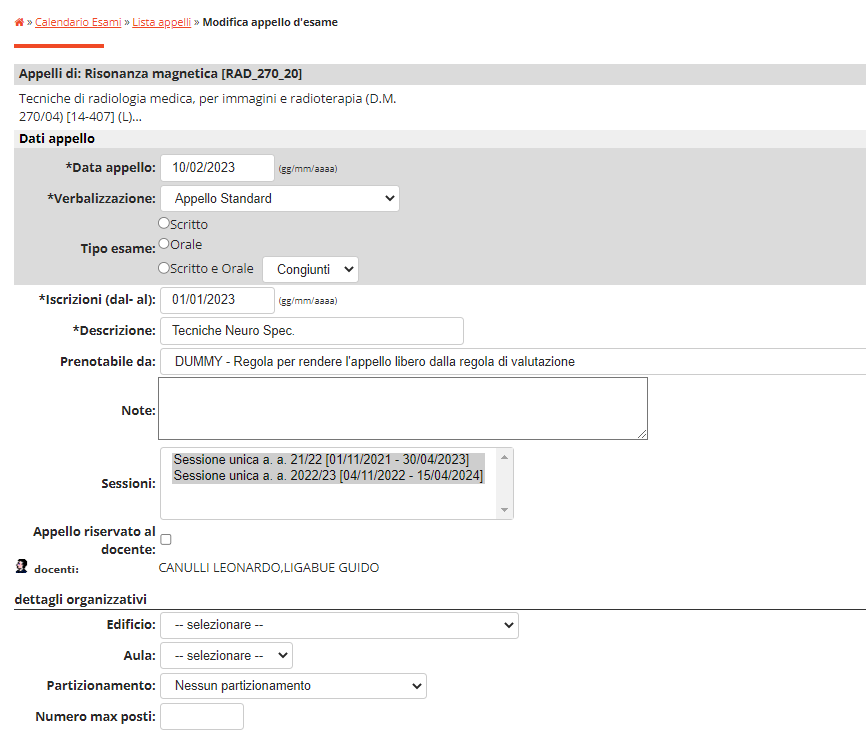 » Calendario Esami » Lista appelli » Modifica appello d'esame
Appelli di: Risonanza magnetica [RAD_270_20]
Tecniche di radiologia medica, per immagini e radioterapia (D.M.
270/04) [14-407] (L)...
Dati appello
*Data appello: 10/02/2023 (gg/mm/aaaa)
*Verbalizzazione: Appello Standard
Tipo esame:
Scritto
Orale
Scritto e Orale Congiunti
*Iscrizioni (dal- al): 01/01/2023 (gg/mm/aaaa)
*Descrizione: Tecniche Neuro Spec.
Prenotabile da: DUMMY - Regola per rendere l'appello libero dalla regola di valutazione
Note:
Sessioni:
Sessione unica a. a. 21/22 [01/11/2021 - 30/04/2023]
Sessione unica a. a. 2022/23 [04/11/2022 - 15/04/2024]
Appello riservato al
docente:
docenti: CANULLI LEONARDO,LIGABUE GUIDO
dettagli organizzativi
Edificio: -- selezionare --
Aula: -- selezionare --
Partizionamento: Nessun partizionamento
Numero max posti: